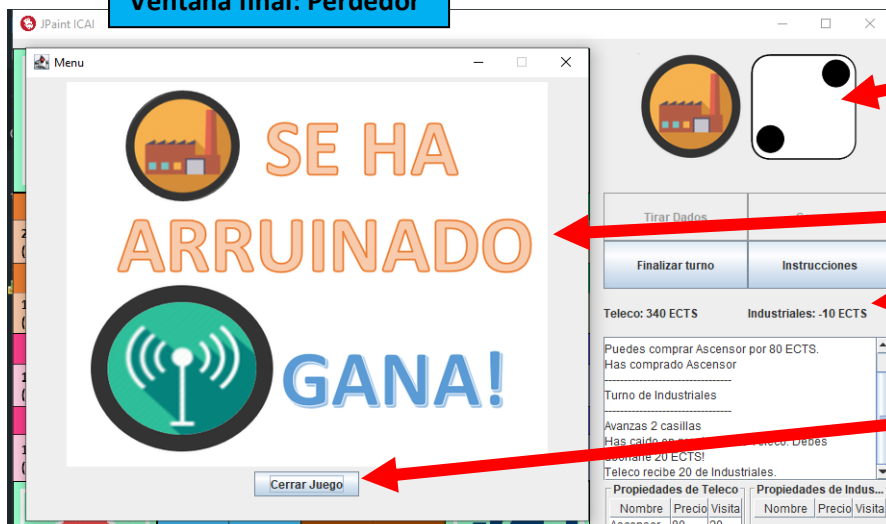 Ventana final: Perdedor
JPaint ICAI
Menu
SE HA
ARRUINADO
GANA!
Cerrar Juego
Tirar Dados
Finalizar turno
Instrucciones
Teleco: 340 ECTS
Industriales: -10 ECTS
Puedes comprar Ascensor por 80 ECTS.
Has comprado Ascensor
--------------------------------
Turno de Industriales
--------------------------------
Avanzas 2 casillas
Has caido en Teleco. Debes
20 ECTS!
Teleco recibe 20 de Industriales.
Propiedades de Teleco
Propiedades de Indus...
Nombre Precio Visita
Nombre Precio Visita
Ascensor 80 20